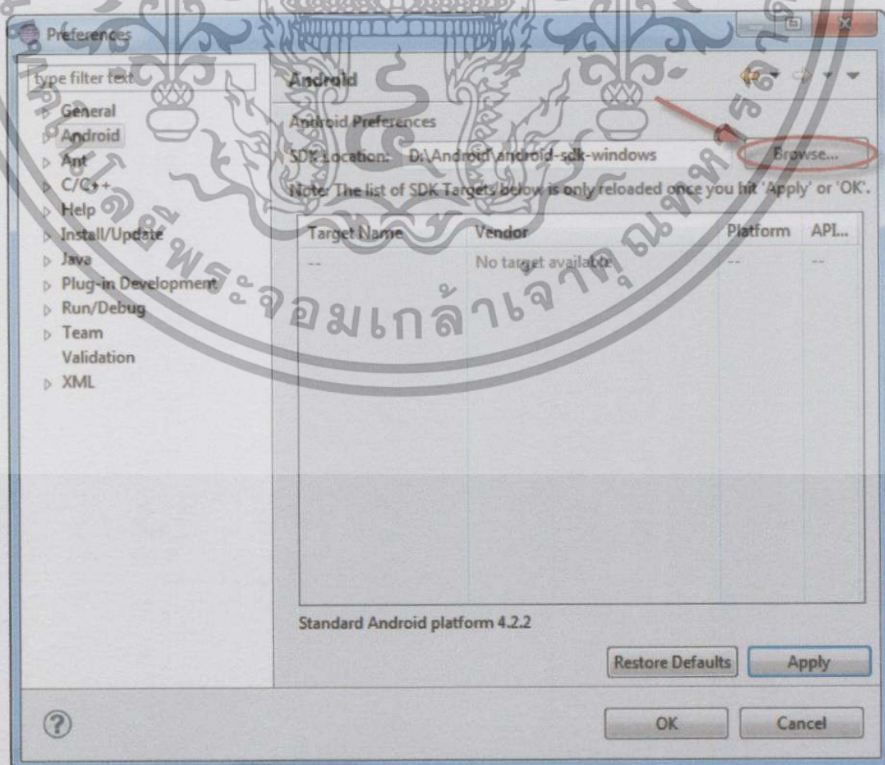 Preferences
type filter text
General
Android
Ant
C/C++
Help
Install/Update
Java
Plug-in Development
Run/Debug
Team
Validation
XML
Android
Android Preferences
SDK Location: D:\Android\android-sdk-windows Browse...
Note: The list of SDK Targets below is only reloaded once you hit 'Apply' or 'OK'.
Target Name Vendor Platform API...
-- No target available -- --
Standard Android platform 4.2.2
Restore Defaults Apply
? OK Cancel
พระจอมเกล้าเจ้าคุณทหาร